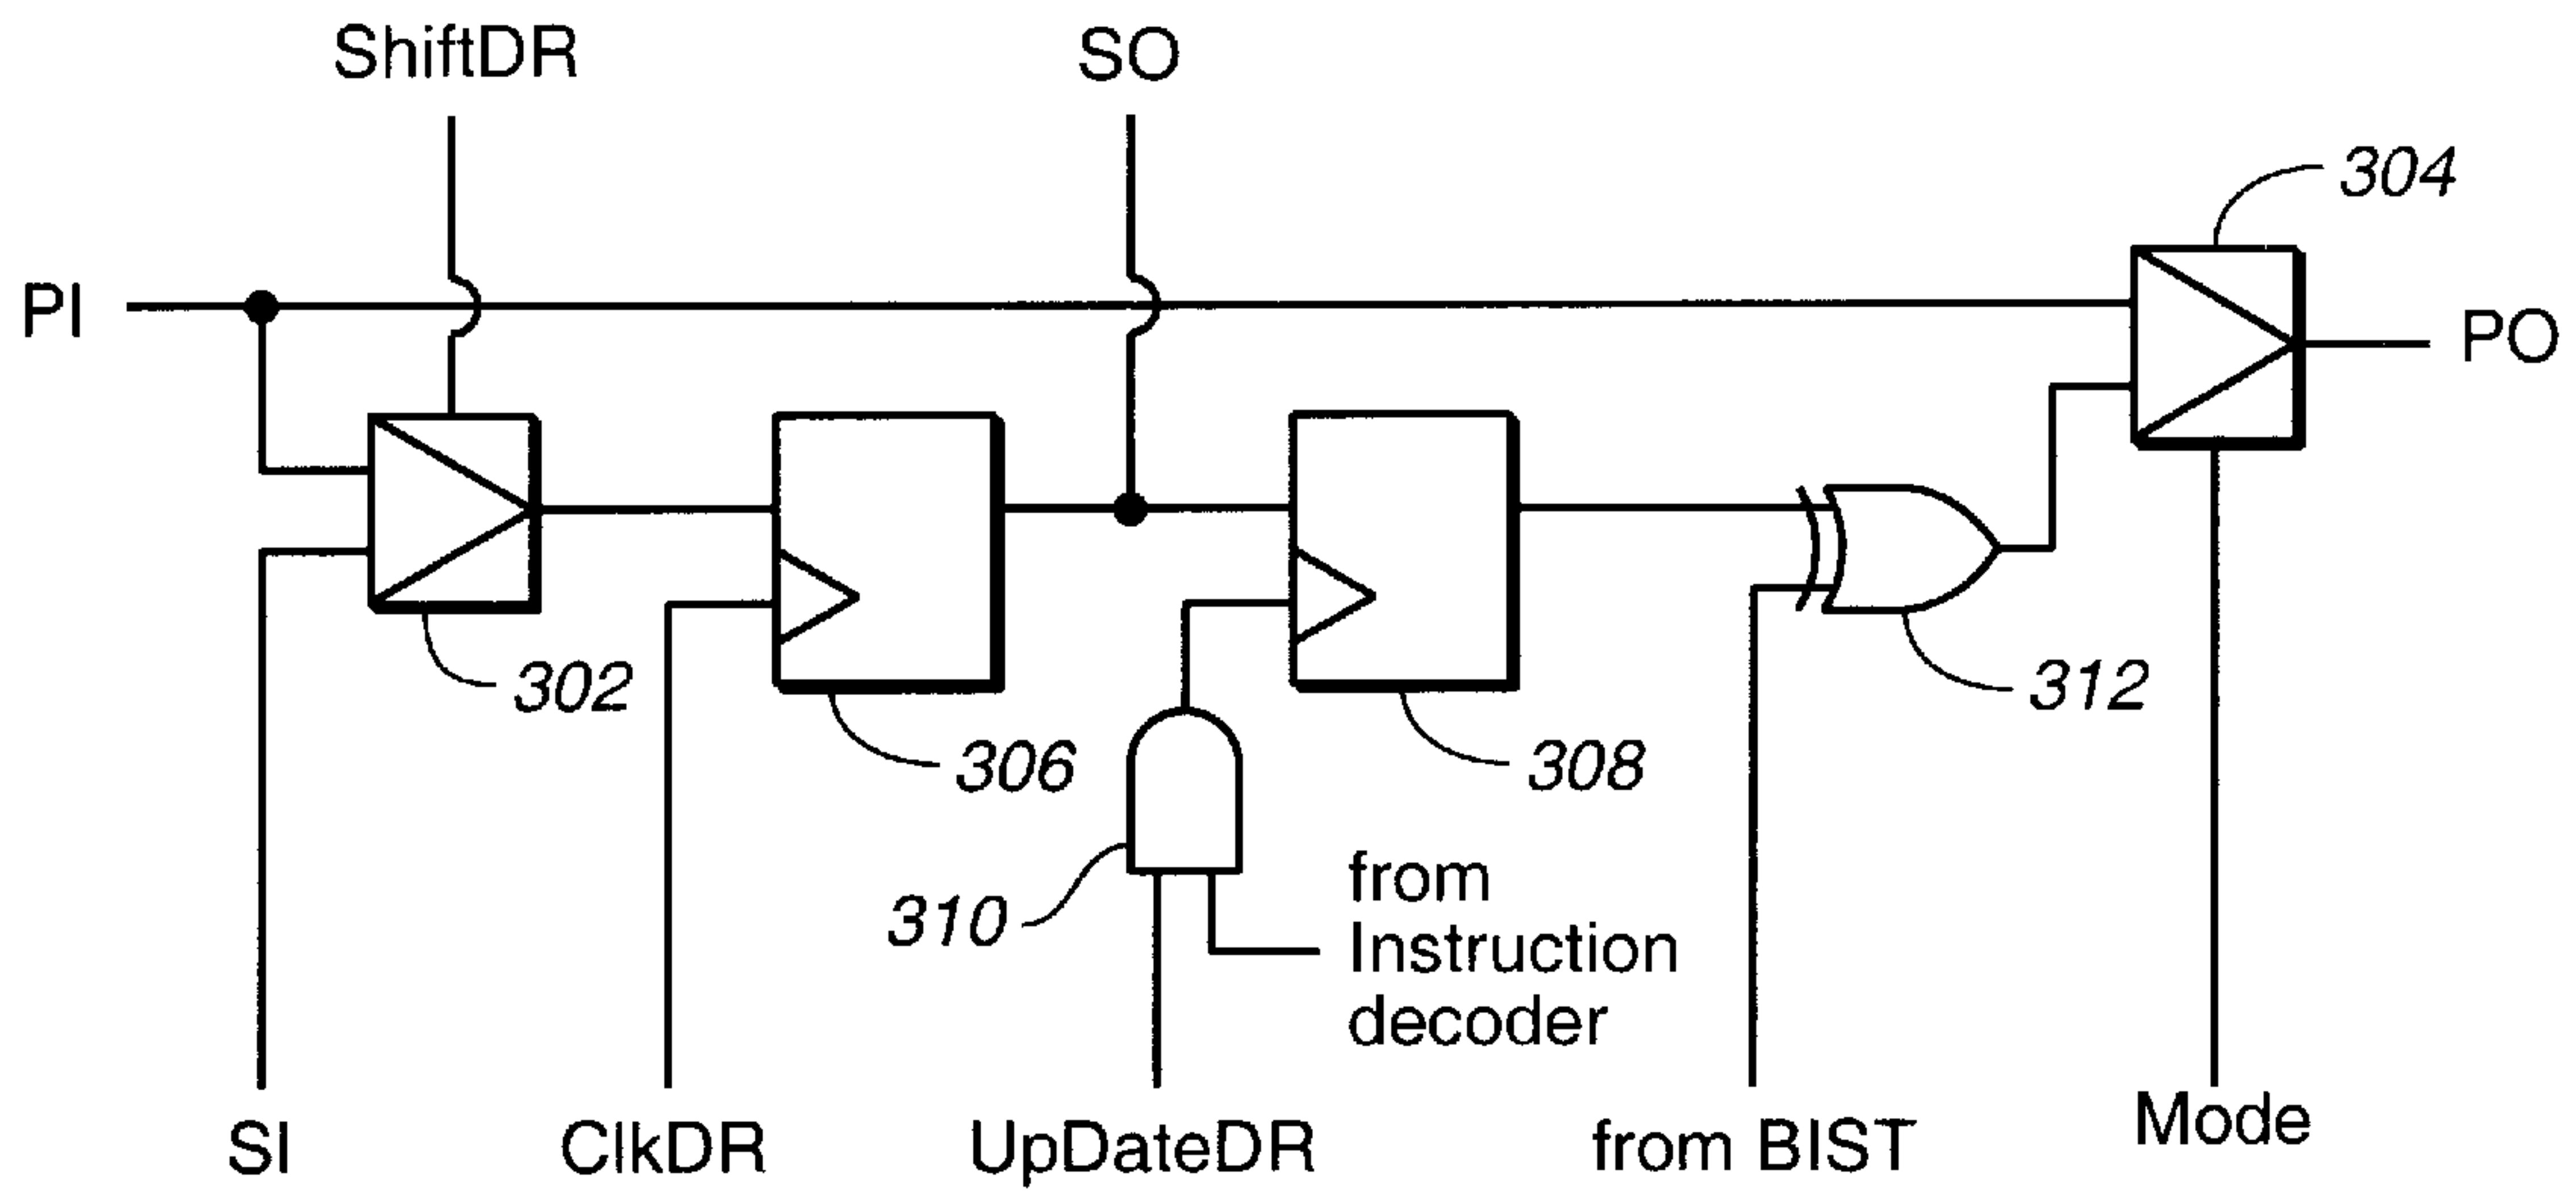 ShiftDR
SO
304
PI
PO
302
306
308
312
310
from
Instruction
decoder
SI
ClkDR
UpDateDR
from BIST
Mode